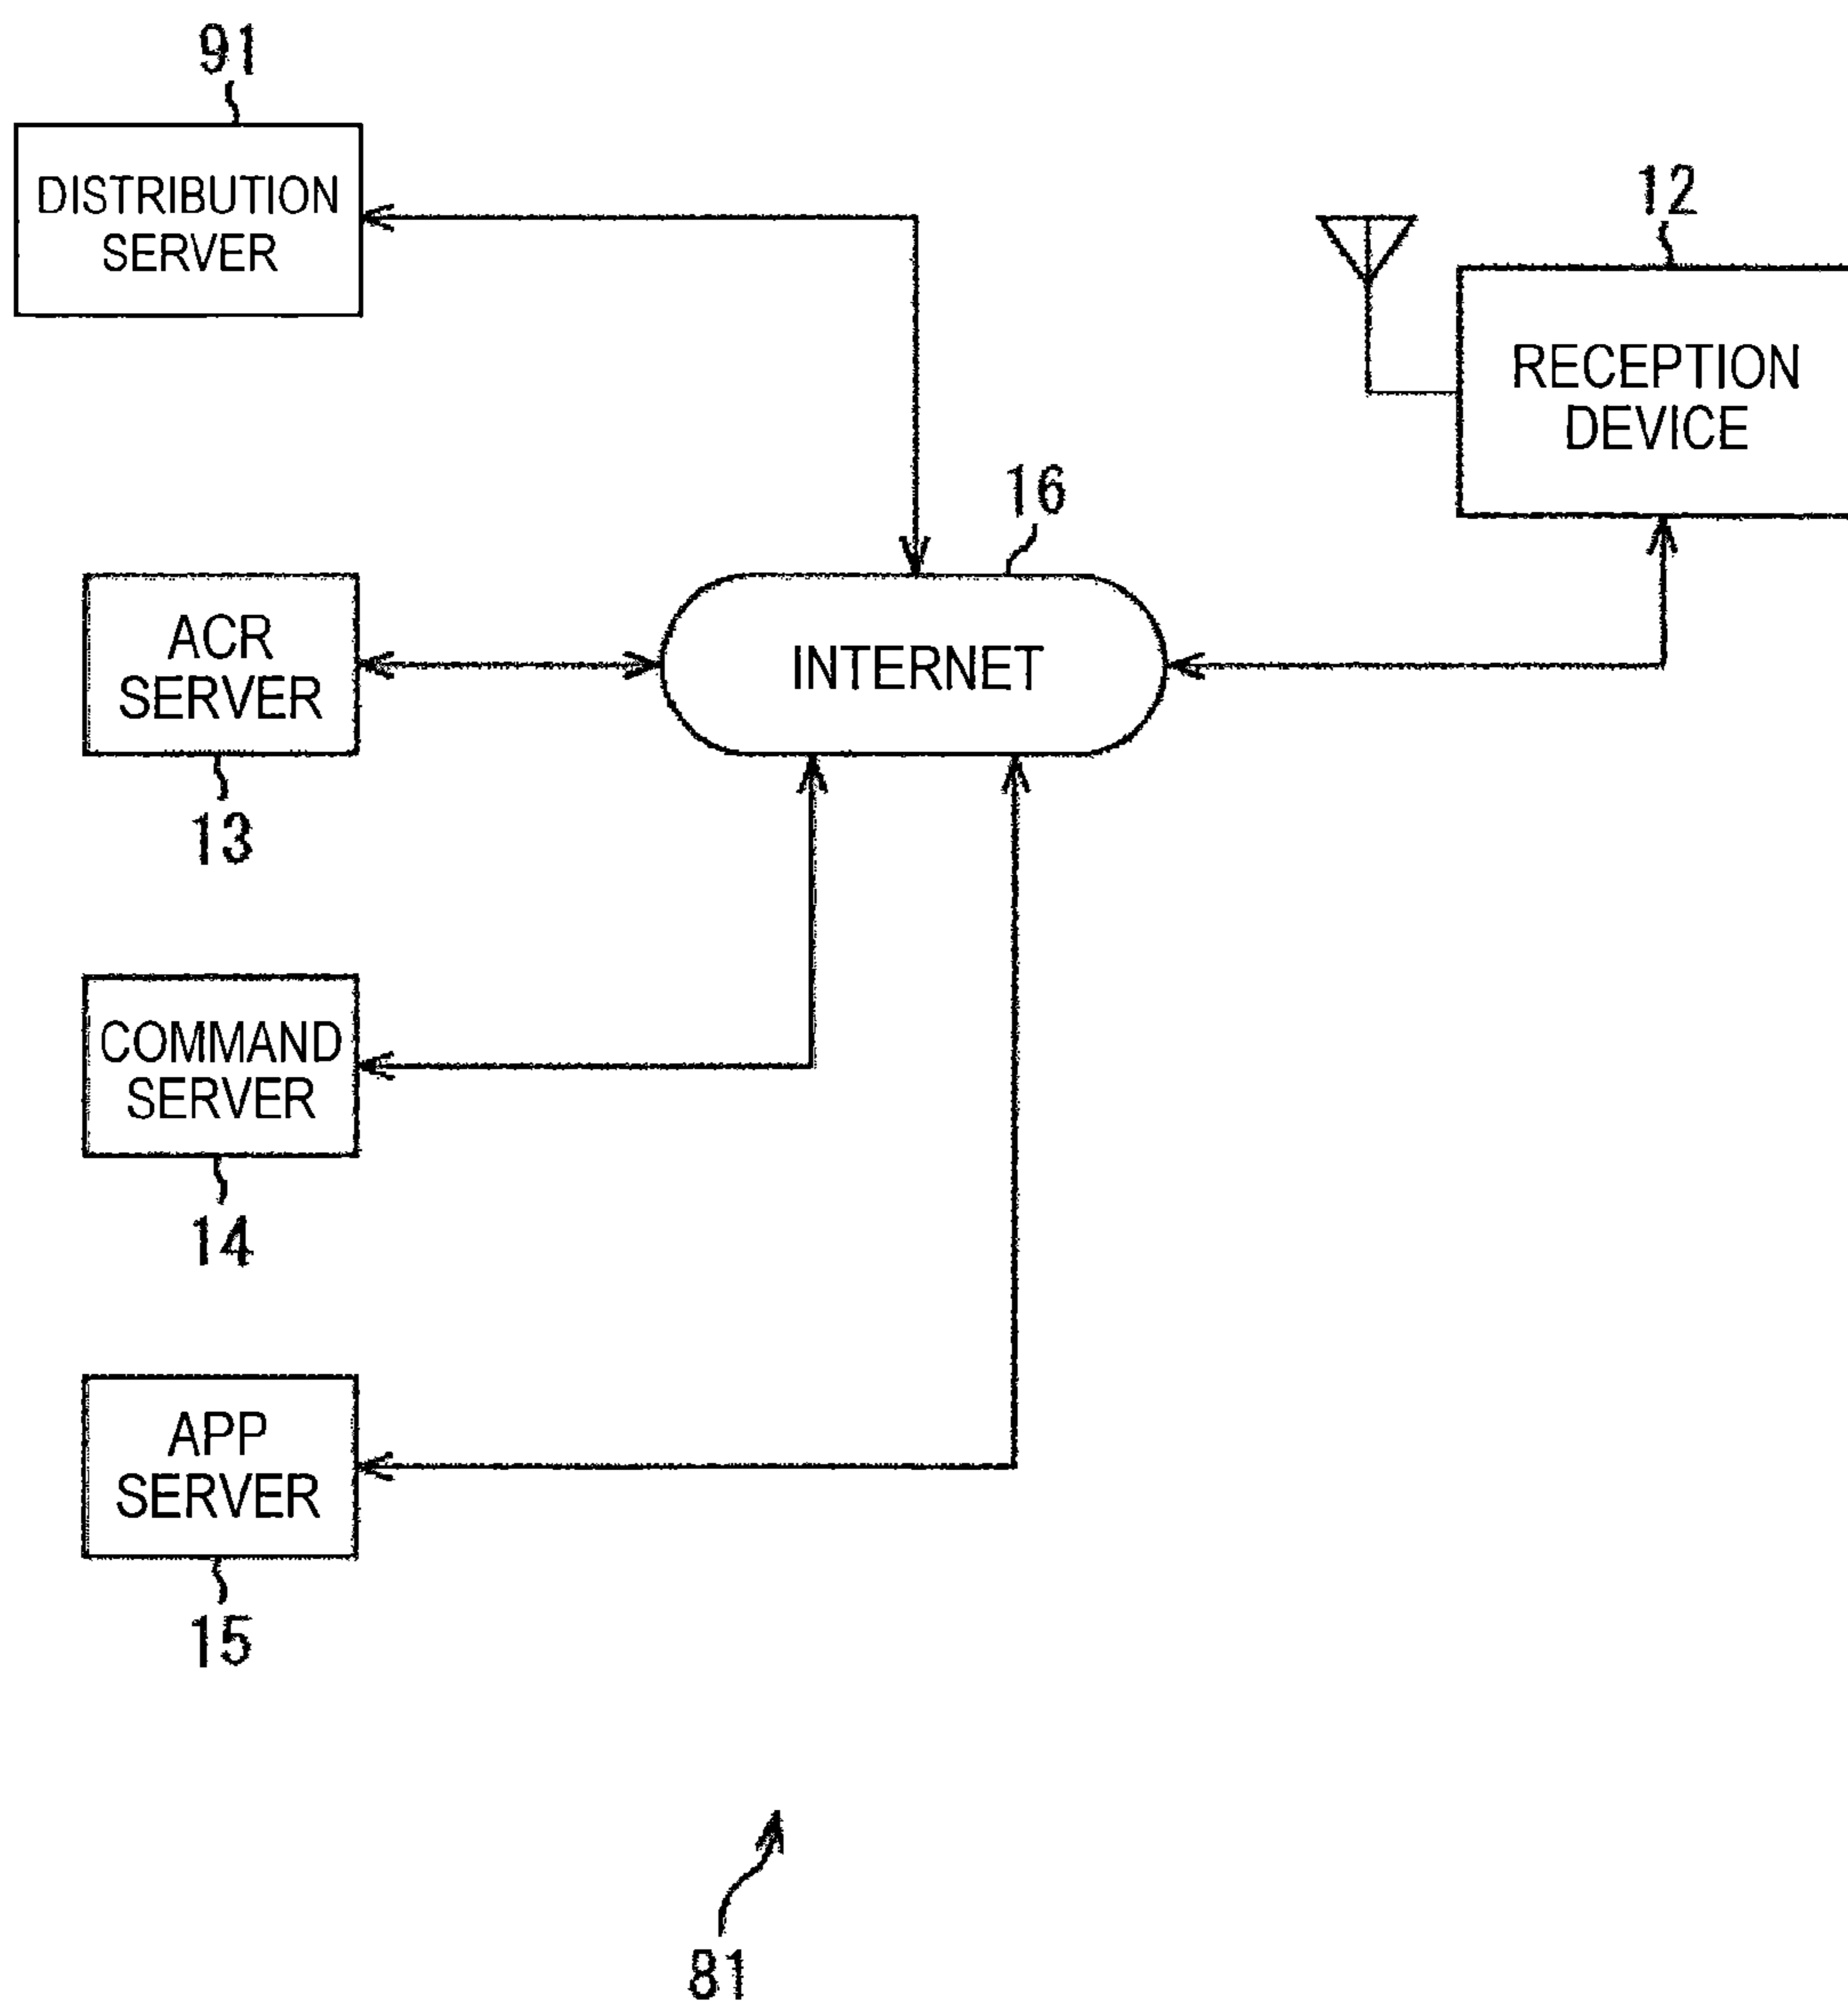 91
DISTRIBUTION
SERVER
12
RECEPTION
DEVICE
16
INTERNET
ACR
SERVER
13
COMMAND
SERVER
14
APP
SERVER
15
81